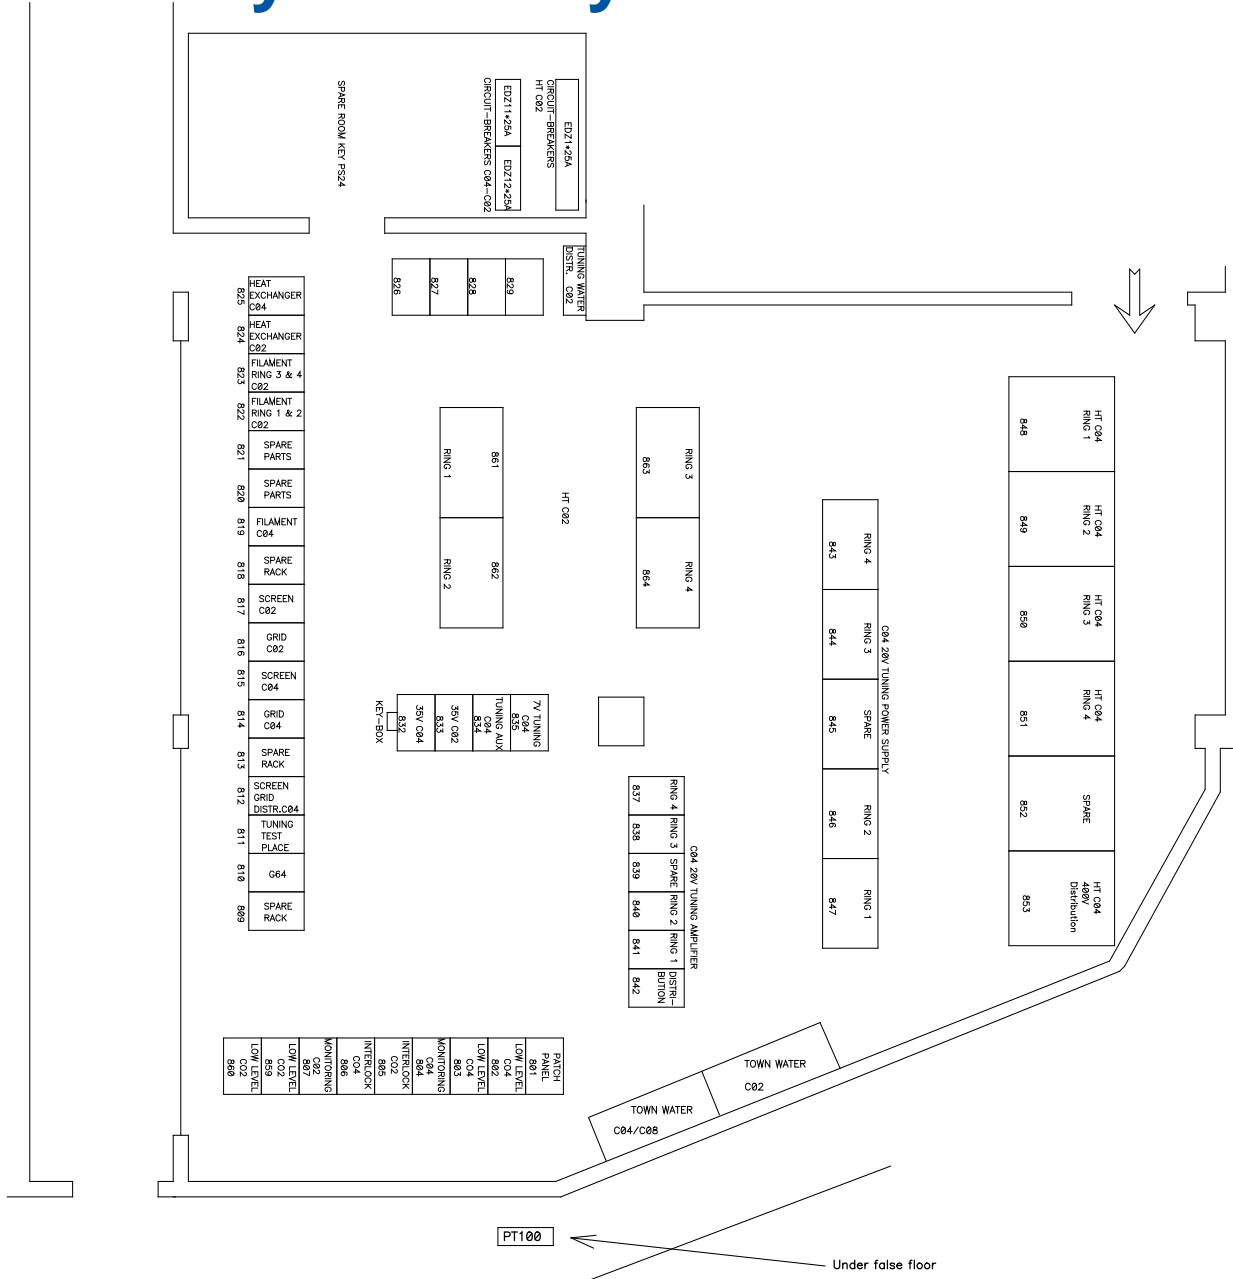 SPARE ROOM KEY PS24
CIRCUIT-BREAKERS C04-C02
EDZ11*25A
EDZ12*25A
CIRCUIT-BREAKERS
HT C02
EDZ1*25A
TUNING WATER
DISTR. C02
826
827
828
829
825
HEAT
EXCHANGER
C04
824
HEAT
EXCHANGER
C02
823
FILAMENT
RING 3 & 4
C02
822
FILAMENT
RING 1 & 2
C02
821
SPARE
PARTS
820
SPARE
PARTS
819
FILAMENT
C04
818
SPARE
RACK
817
SCREEN
C02
816
GRID
C02
815
SCREEN
C04
814
GRID
C04
813
SPARE
RACK
812
SCREEN
GRID
DISTR.C04
811
TUNING
TEST
PLACE
810
G64
809
SPARE
RACK
861
RING 1
862
RING 2
HT C02
RING 3
863
RING 4
864
KEY-BOX
35V C04
832
35V C02
833
TUNING AUX
C04
834
7V TUNING
C04
835
C04 20V TUNING POWER SUPPLY
RING 4
843
RING 3
844
SPARE
845
RING 2
846
RING 1
847
C04 20V TUNING AMPLIFIER
RING 4
837
RING 3
838
SPARE
839
RING 2
840
RING 1
841
DISTRI-
BUTION
842
HT C04
RING 1
848
HT C04
RING 2
849
HT C04
RING 3
850
HT C04
RING 4
851
SPARE
852
HT C04
400V
Distribution
853
LOW LEVEL
CO2
860
LOW LEVEL
CO2
859
MONITORING
C02
807
INTERLOCK
CO4
806
INTERLOCK
CO2
805
MONITORING
C04
804
LOW LEVEL
CO4
803
LOW LEVEL
CO4
802
PATCH
PANEL
801
TOWN WATER
C02
TOWN WATER
C04/C08
PT100
Under false floor